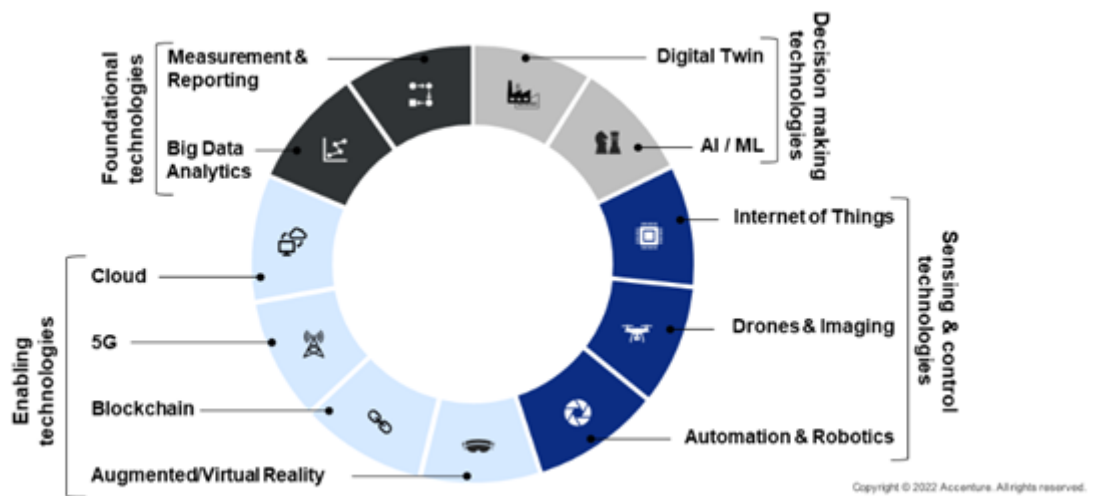 Foundational
technologies
Measurement &
Reporting
Big Data
Analytics
Decision making
technologies
Digital Twin
AI / ML
Sensing & control
technologies
Internet of Things
Drones & Imaging
Automation & Robotics
Enabling
technologies
Cloud
5G
Blockchain
Augmented/Virtual Reality
Copyright © 2022 Accenture. All rights reserved.